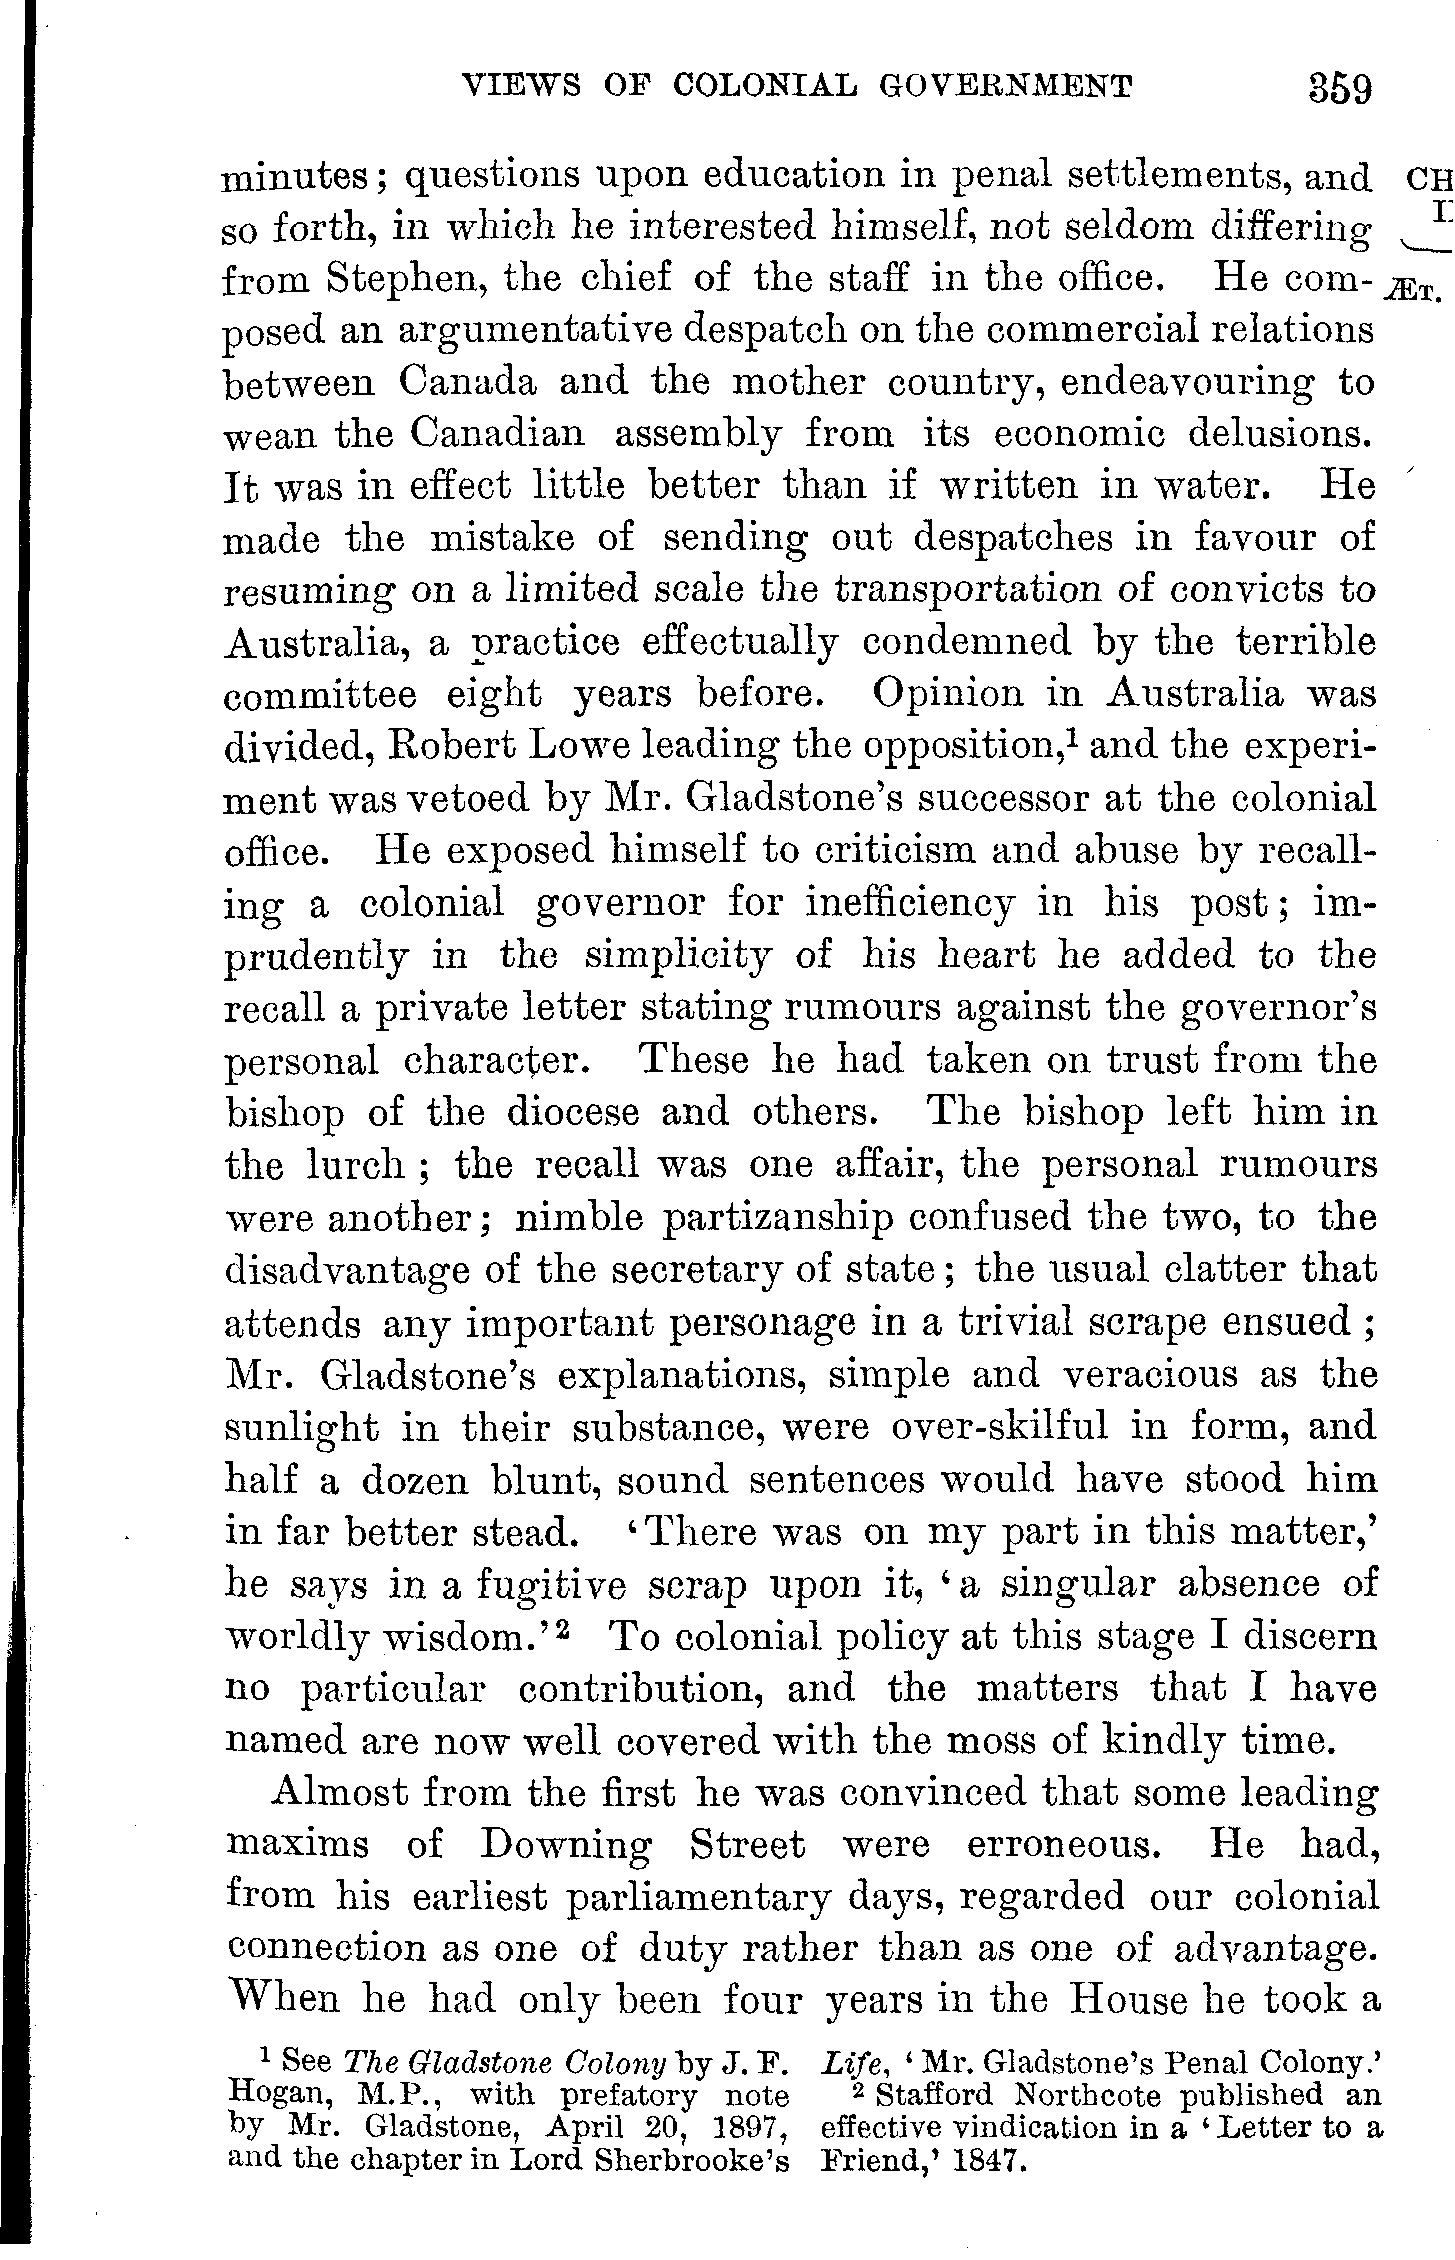 VIEWS OF COLONIAL GOVERNMENT 359
minutes; questions upon education in penal settlements, and
so forth, in which he interested himself, not seldom differing
from Stephen, the chief of the staff in the office. He com-
ÆT.
posed an argumentative despatch on the commercial relations
between Canada and the mother country, endeavouring to
wean the Canadian assembly from its economic delusions.
It was in effect little better than if written in water. He
made the mistake of sending out despatches in favour of
resuming on a limited scale the transportation of convicts to
Australia, a practice effectually condemned by the terrible
committee eight years before. Opinion in Australia was
divided, Robert Lowe leading the opposition,¹ and the experi-
ment was vetoed by Mr. Gladstone's successor at the colonial
office. He exposed himself to criticism and abuse by recall-
ing a colonial governor for inefficiency in his post; im-
prudently in the simplicity of his heart he added to the
recall a private letter stating rumours against the governor's
personal character. These he had taken on trust from the
bishop of the diocese and others. The bishop left him in
the lurch; the recall was one affair, the personal rumours
were another; nimble partizanship confused the two, to the
disadvantage of the secretary of state; the usual clatter that
attends any important personage in a trivial scrape ensued;
Mr. Gladstone's explanations, simple and veracious as the
sunlight in their substance, were over-skilful in form, and
half a dozen blunt, sound sentences would have stood him
in far better stead. 'There was on my part in this matter,'
he says in a fugitive scrap upon it, 'a singular absence of
worldly wisdom.'² To colonial policy at this stage I discern
no particular contribution, and the matters that I have
named are now well covered with the moss of kindly time.
Almost from the first he was convinced that some leading
maxims of Downing Street were erroneous. He had,
from his earliest parliamentary days, regarded our colonial
connection as one of duty rather than as one of advantage.
When he had only been four years in the House he took a
¹ See The Gladstone Colony by J. F.
Hogan, M.P., with prefatory note
by Mr. Gladstone, April 20, 1897,
and the chapter in Lord Sherbrooke's
Life, 'Mr. Gladstone's Penal Colony.'
² Stafford Northcote published an
effective vindication in a 'Letter to a
Friend,' 1847.